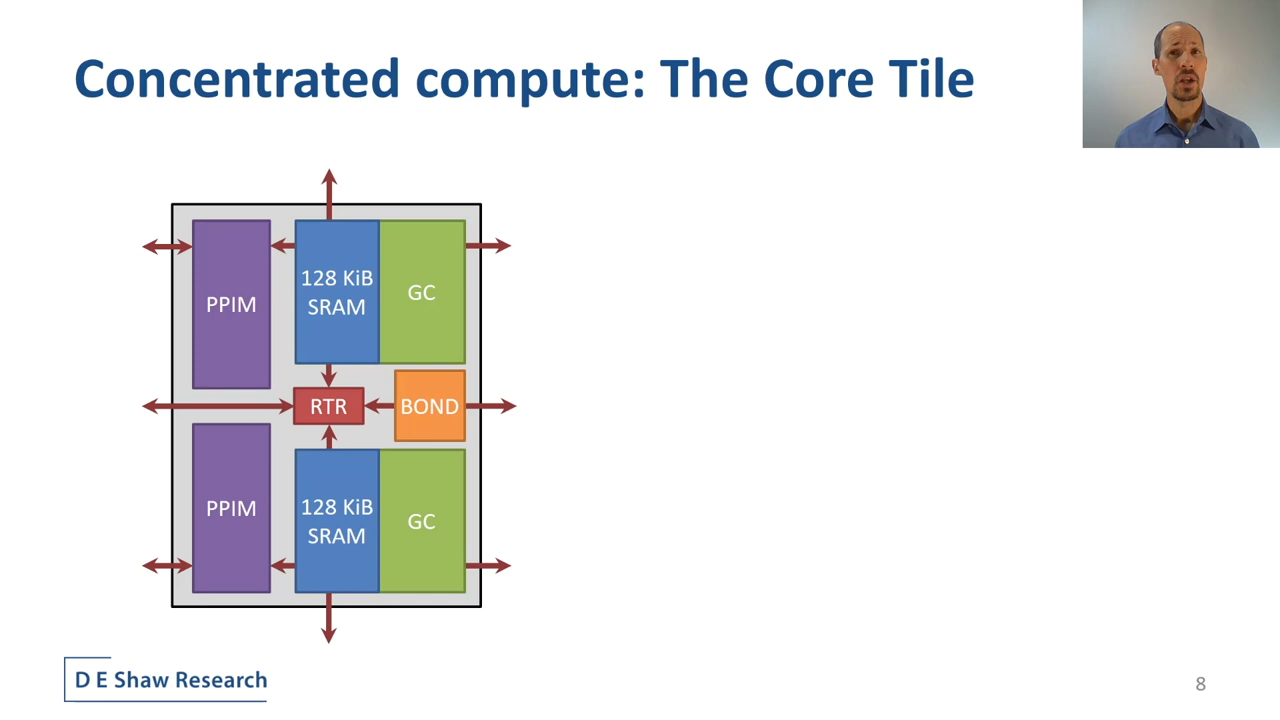 Concentrated compute: The Core Tile
PPIM
128 KiB
SRAM
GC
RTR
BOND
PPIM
128 KiB
SRAM
GC
D E Shaw Research
8